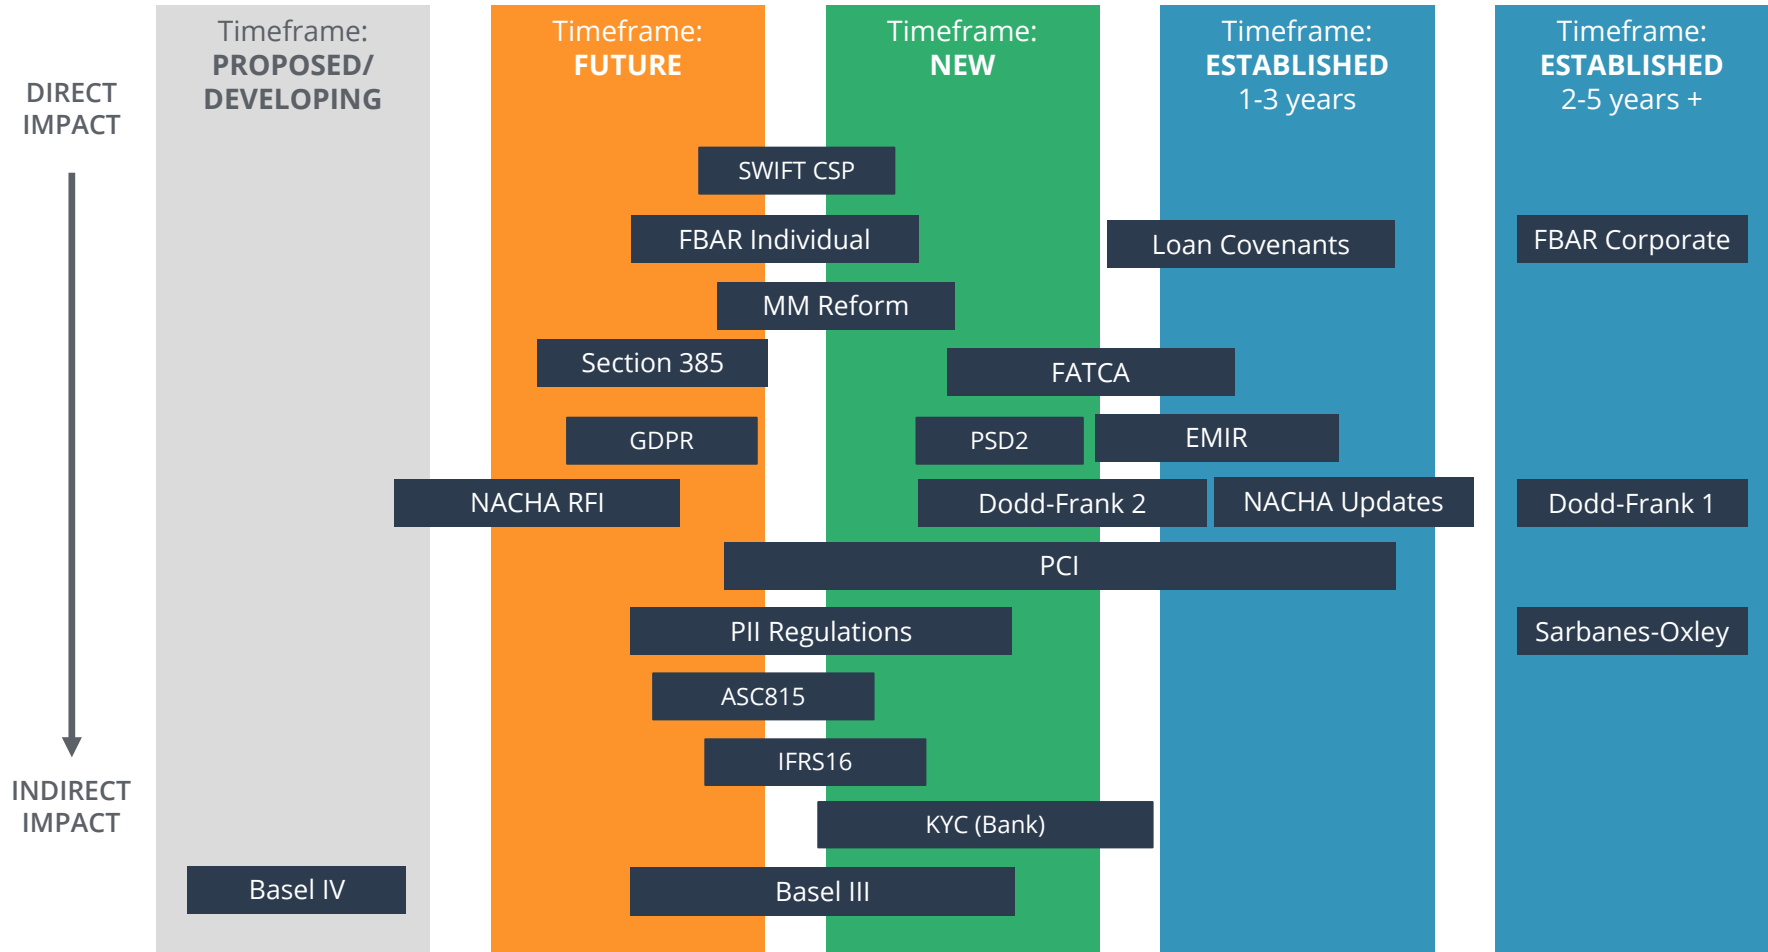 Timeframe:
PROPOSED/
DEVELOPING
Timeframe:
FUTURE
Timeframe:
NEW
Timeframe:
ESTABLISHED
1-3 years
Timeframe:
ESTABLISHED
2-5 years +
DIRECT
IMPACT
SWIFT CSP
FBAR Individual
Loan Covenants
FBAR Corporate
MM Reform
Section 385
FATCA
GDPR
PSD2
EMIR
NACHA RFI
Dodd-Frank 2
NACHA Updates
Dodd-Frank 1
PCI
PII Regulations
Sarbanes-Oxley
ASC815
IFRS16
INDIRECT
IMPACT
KYC (Bank)
Basel IV
Basel III